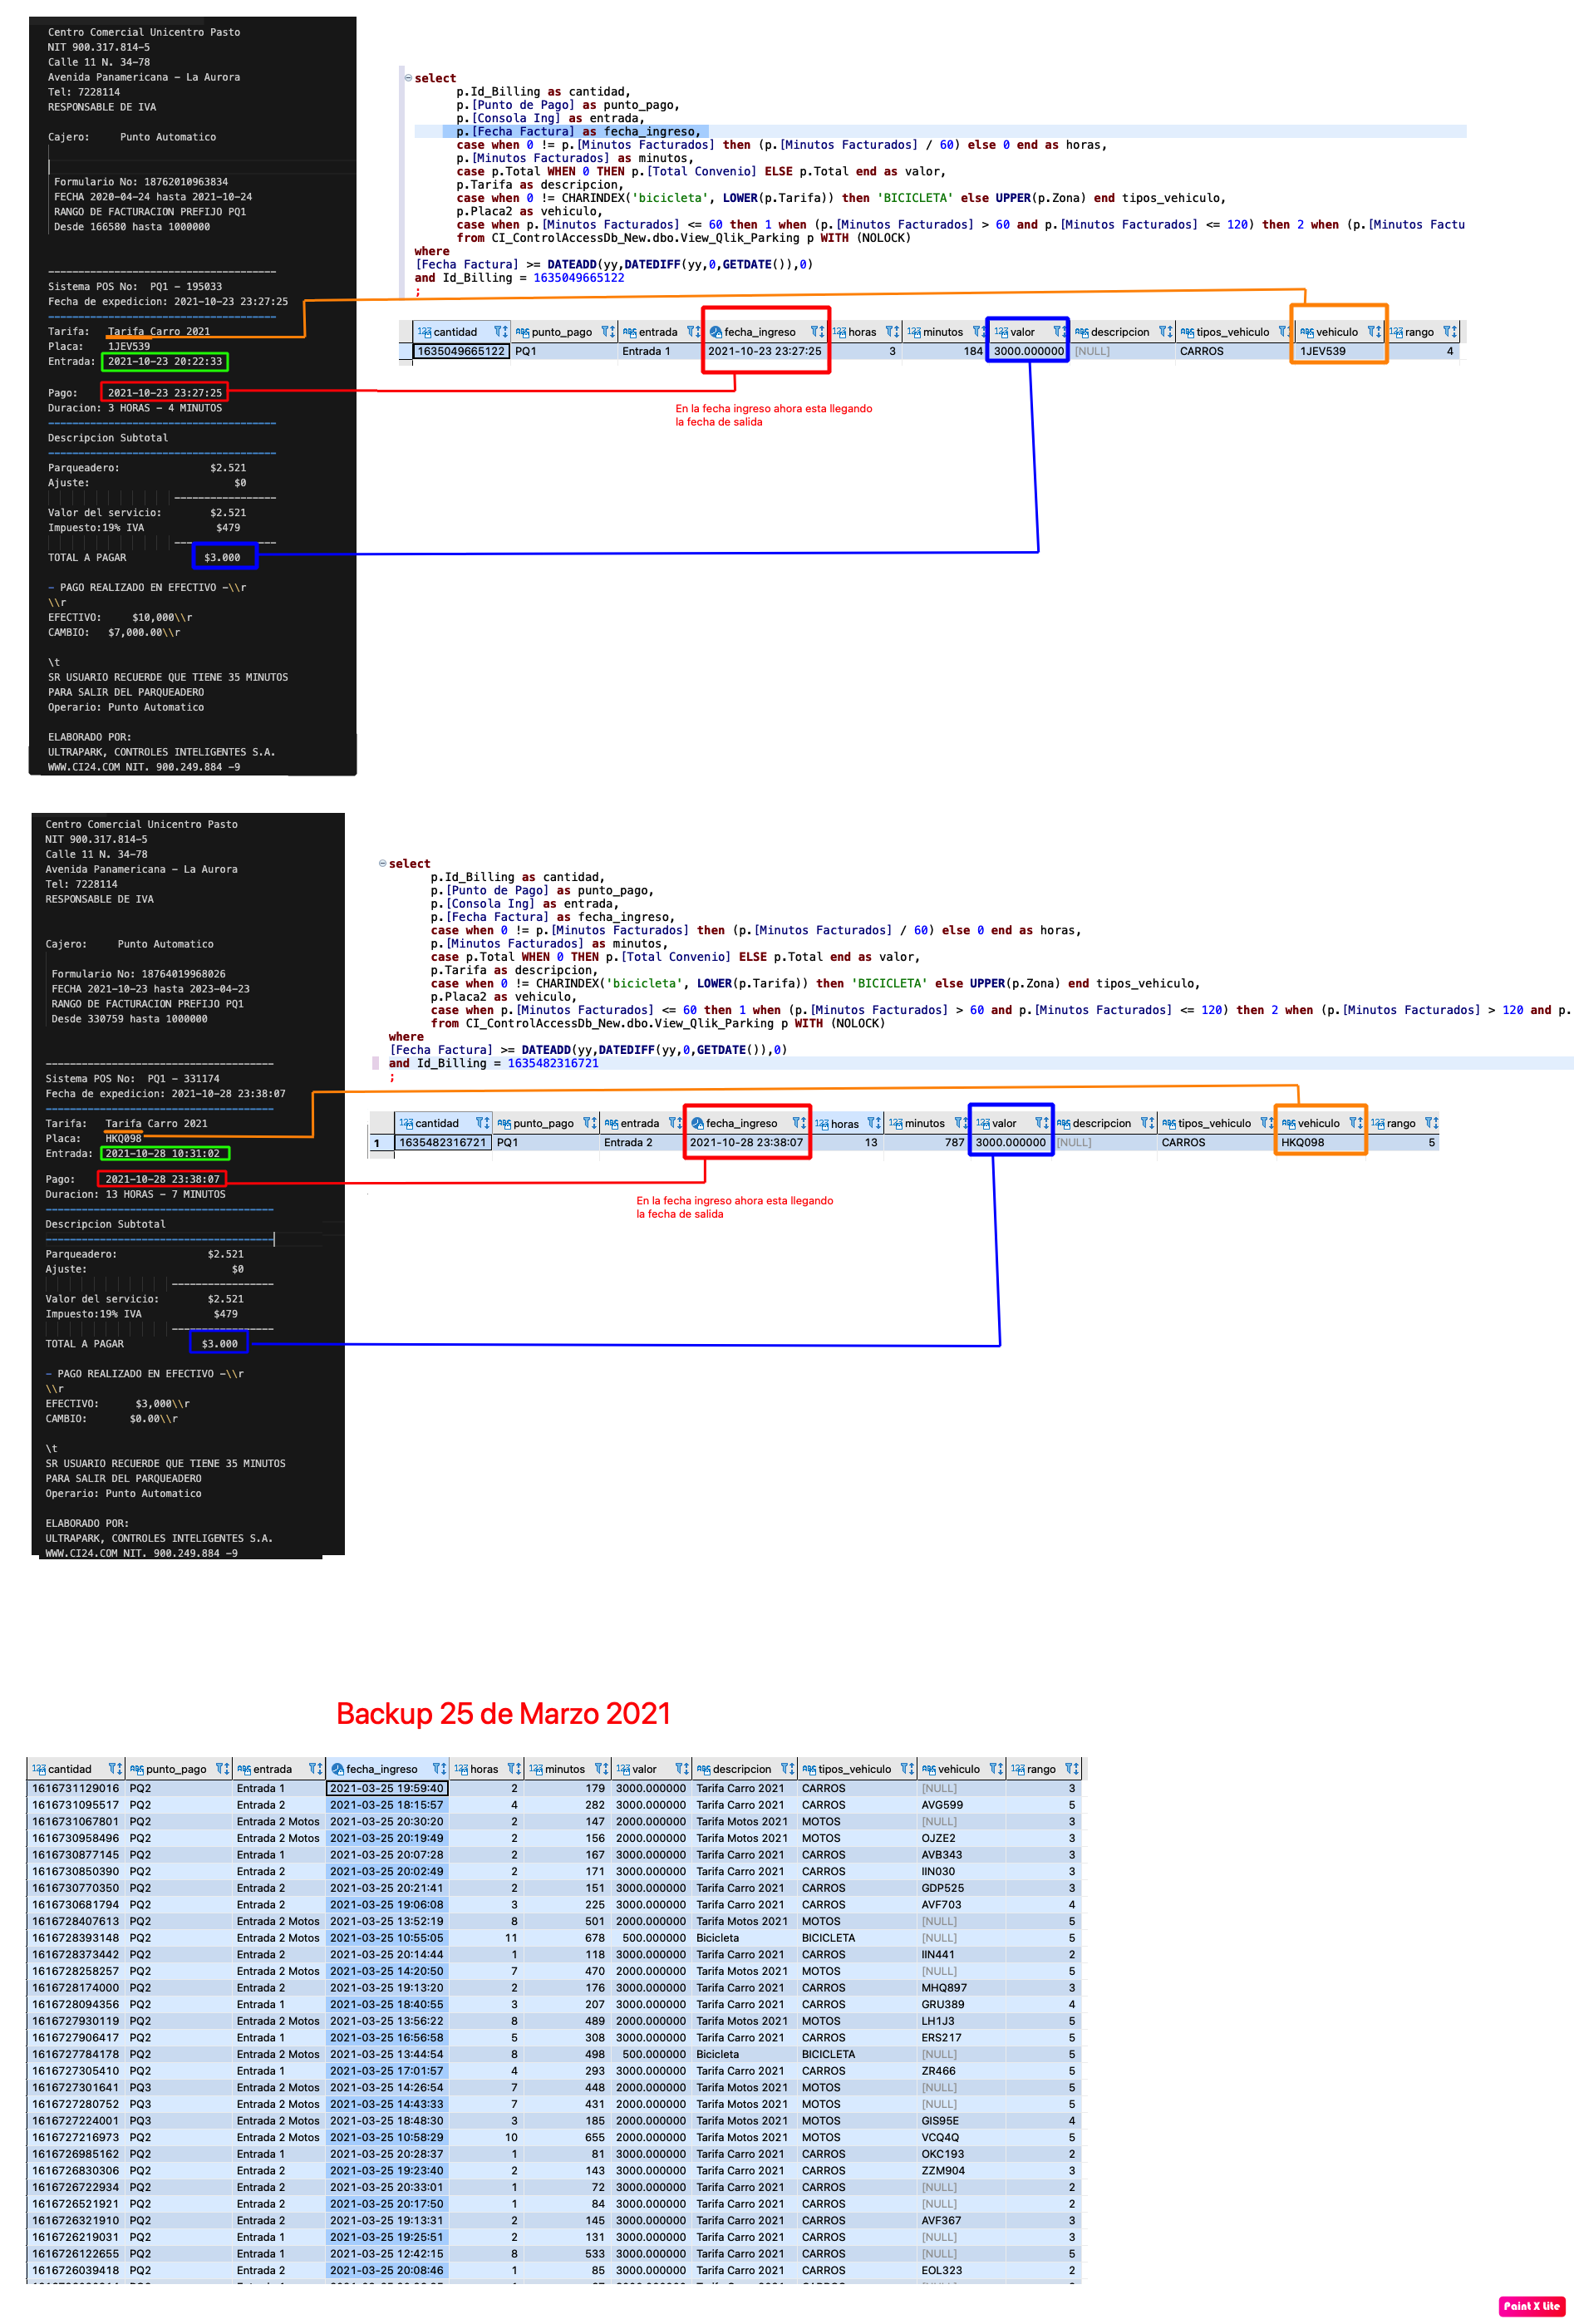 Centro Comercial Unicentro Pasto
NIT 900.317.814-5
Calle 11 N. 34-78
Avenida Panamericana - La Aurora
Tel: 7228114
RESPONSABLE DE IVA
Cajero: Punto Automatico
Formulario No: 18762010963834
FECHA 2020-04-24 hasta 2021-10-24
RANGO DE FACTURACION PREFIJO PQ1
Desde 166580 hasta 1000000
--------------------------------------
Sistema POS No: PQ1 - 195033
Fecha de expedicion: 2021-10-23 23:27:25
--------------------------------------
Tarifa: Tarifa Carro 2021
Placa: 1JEV539
Entrada: 2021-10-23 20:22:33
Pago: 2021-10-23 23:27:25
Duracion: 3 HORAS - 4 MINUTOS
--------------------------------------
Descripcion Subtotal
--------------------------------------
Parqueadero: $2.521
Ajuste: $0
-----------------
Valor del servicio: $2.521
Impuesto:19% IVA $479
-----------------
TOTAL A PAGAR $3.000
- PAGO REALIZADO EN EFECTIVO -\\r
\\r
EFECTIVO: $10,000\\r
CAMBIO: $7,000.00\\r
\t
SR USUARIO RECUERDE QUE TIENE 35 MINUTOS
PARA SALIR DEL PARQUEADERO
Operario: Punto Automatico
ELABORADO POR:
ULTRAPARK, CONTROLES INTELIGENTES S.A.
WWW.CI24.COM NIT. 900.249.884 -9
select
p.Id_Billing as cantidad,
p.[Punto de Pago] as punto_pago,
p.[Consola Ing] as entrada,
p.[Fecha Factura] as fecha_ingreso,
case when 0 != p.[Minutos Facturados] then (p.[Minutos Facturados] / 60) else 0 end as horas,
p.[Minutos Facturados] as minutos,
case p.Total WHEN 0 THEN p.[Total Convenio] ELSE p.Total end as valor,
p.Tarifa as descripcion,
case when 0 != CHARINDEX('bicicleta', LOWER(p.Tarifa)) then 'BICICLETA' else UPPER(p.Zona) end tipos_vehiculo,
p.Placa2 as vehiculo,
case when p.[Minutos Facturados] <= 60 then 1 when (p.[Minutos Facturados] > 60 and p.[Minutos Facturados] <= 120) then 2 when (p.[Minutos Factu
from CI_ControlAccessDb_New.dbo.View_Qlik_Parking p WITH (NOLOCK)
where
[Fecha Factura] >= DATEADD(yy,DATEDIFF(yy,0,GETDATE()),0)
and Id_Billing = 1635049665122
;
123 cantidad ABC punto_pago ABC entrada fecha_ingreso 123 horas 123 minutos 123 valor ABC descripcion ABC tipos_vehiculo ABC vehiculo 123 rango
1635049665122 PQ1 Entrada 1 2021-10-23 23:27:25 3 184 3000.000000 [NULL] CARROS 1JEV539 4
En la fecha ingreso ahora esta llegando
la fecha de salida
Centro Comercial Unicentro Pasto
NIT 900.317.814-5
Calle 11 N. 34-78
Avenida Panamericana - La Aurora
Tel: 7228114
RESPONSABLE DE IVA
Cajero: Punto Automatico
Formulario No: 18764019968026
FECHA 2021-10-23 hasta 2023-04-23
RANGO DE FACTURACION PREFIJO PQ1
Desde 330759 hasta 1000000
--------------------------------------
Sistema POS No: PQ1 - 331174
Fecha de expedicion: 2021-10-28 23:38:07
--------------------------------------
Tarifa: Tarifa Carro 2021
Placa: HKQ098
Entrada: 2021-10-28 10:31:02
Pago: 2021-10-28 23:38:07
Duracion: 13 HORAS - 7 MINUTOS
--------------------------------------
Descripcion Subtotal
--------------------------------------
Parqueadero: $2.521
Ajuste: $0
-----------------
Valor del servicio: $2.521
Impuesto:19% IVA $479
-----------------
TOTAL A PAGAR $3.000
- PAGO REALIZADO EN EFECTIVO -\\r
\\r
EFECTIVO: $3,000\\r
CAMBIO: $0.00\\r
\t
SR USUARIO RECUERDE QUE TIENE 35 MINUTOS
PARA SALIR DEL PARQUEADERO
Operario: Punto Automatico
ELABORADO POR:
ULTRAPARK, CONTROLES INTELIGENTES S.A.
WWW.CI24.COM NIT. 900.249.884 -9
select
p.Id_Billing as cantidad,
p.[Punto de Pago] as punto_pago,
p.[Consola Ing] as entrada,
p.[Fecha Factura] as fecha_ingreso,
case when 0 != p.[Minutos Facturados] then (p.[Minutos Facturados] / 60) else 0 end as horas,
p.[Minutos Facturados] as minutos,
case p.Total WHEN 0 THEN p.[Total Convenio] ELSE p.Total end as valor,
p.Tarifa as descripcion,
case when 0 != CHARINDEX('bicicleta', LOWER(p.Tarifa)) then 'BICICLETA' else UPPER(p.Zona) end tipos_vehiculo,
p.Placa2 as vehiculo,
case when p.[Minutos Facturados] <= 60 then 1 when (p.[Minutos Facturados] > 60 and p.[Minutos Facturados] <= 120) then 2 when (p.[Minutos Facturados] > 120 and p.
from CI_ControlAccessDb_New.dbo.View_Qlik_Parking p WITH (NOLOCK)
where
[Fecha Factura] >= DATEADD(yy,DATEDIFF(yy,0,GETDATE()),0)
and Id_Billing = 1635482316721
;
123 cantidad ABC punto_pago ABC entrada fecha_ingreso 123 horas 123 minutos 123 valor ABC descripcion ABC tipos_vehiculo ABC vehiculo 123 rango
1 1635482316721 PQ1 Entrada 2 2021-10-28 23:38:07 13 787 3000.000000 [NULL] CARROS HKQ098 5
En la fecha ingreso ahora esta llegando
la fecha de salida
Backup 25 de Marzo 2021
123 cantidad ABC punto_pago ABC entrada fecha_ingreso 123 horas 123 minutos 123 valor ABC descripcion ABC tipos_vehiculo ABC vehiculo 123 rango
1616731129016 PQ2 Entrada 1 2021-03-25 19:59:40 2 179 3000.000000 Tarifa Carro 2021 CARROS [NULL] 3
1616731095517 PQ2 Entrada 2 2021-03-25 18:15:57 4 282 3000.000000 Tarifa Carro 2021 CARROS AVG599 5
1616731067801 PQ2 Entrada 2 Motos 2021-03-25 20:30:20 2 147 2000.000000 Tarifa Motos 2021 MOTOS [NULL] 3
1616730958496 PQ2 Entrada 2 Motos 2021-03-25 20:19:49 2 156 2000.000000 Tarifa Motos 2021 MOTOS OJZE2 3
1616730877145 PQ2 Entrada 1 2021-03-25 20:07:28 2 167 3000.000000 Tarifa Carro 2021 CARROS AVB343 3
1616730850390 PQ2 Entrada 2 2021-03-25 20:02:49 2 171 3000.000000 Tarifa Carro 2021 CARROS IIN030 3
1616730770350 PQ2 Entrada 2 2021-03-25 20:21:41 2 151 3000.000000 Tarifa Carro 2021 CARROS GDP525 3
1616730681794 PQ2 Entrada 2 2021-03-25 19:06:08 3 225 3000.000000 Tarifa Carro 2021 CARROS AVF703 4
1616728407613 PQ2 Entrada 2 Motos 2021-03-25 13:52:19 8 501 2000.000000 Tarifa Motos 2021 MOTOS [NULL] 5
1616728393148 PQ2 Entrada 2 Motos 2021-03-25 10:55:05 11 678 500.000000 Bicicleta BICICLETA [NULL] 5
1616728373442 PQ2 Entrada 2 2021-03-25 20:14:44 1 118 3000.000000 Tarifa Carro 2021 CARROS IIN441 2
1616728258257 PQ2 Entrada 2 Motos 2021-03-25 14:20:50 7 470 2000.000000 Tarifa Motos 2021 MOTOS [NULL] 5
1616728174000 PQ2 Entrada 2 2021-03-25 19:13:20 2 176 3000.000000 Tarifa Carro 2021 CARROS MHQ897 3
1616728094356 PQ2 Entrada 1 2021-03-25 18:40:55 3 207 3000.000000 Tarifa Carro 2021 CARROS GRU389 4
1616727930119 PQ2 Entrada 2 Motos 2021-03-25 13:56:22 8 489 2000.000000 Tarifa Motos 2021 MOTOS LH1J3 5
1616727906417 PQ2 Entrada 1 2021-03-25 16:56:58 5 308 3000.000000 Tarifa Carro 2021 CARROS ERS217 5
1616727784178 PQ2 Entrada 2 Motos 2021-03-25 13:44:54 8 498 500.000000 Bicicleta BICICLETA [NULL] 5
1616727305410 PQ2 Entrada 1 2021-03-25 17:01:57 4 293 3000.000000 Tarifa Carro 2021 CARROS ZR466 5
1616727301641 PQ3 Entrada 2 Motos 2021-03-25 14:26:54 7 448 2000.000000 Tarifa Motos 2021 MOTOS [NULL] 5
1616727280752 PQ3 Entrada 2 Motos 2021-03-25 14:43:33 7 431 2000.000000 Tarifa Motos 2021 MOTOS [NULL] 5
1616727224001 PQ3 Entrada 2 Motos 2021-03-25 18:48:30 3 185 2000.000000 Tarifa Motos 2021 MOTOS GIS95E 4
1616727216973 PQ2 Entrada 2 Motos 2021-03-25 10:58:29 10 655 2000.000000 Tarifa Motos 2021 MOTOS VCQ4Q 5
1616726985162 PQ2 Entrada 1 2021-03-25 20:28:37 1 81 3000.000000 Tarifa Carro 2021 CARROS OKC193 2
1616726830306 PQ2 Entrada 2 2021-03-25 19:23:40 2 143 3000.000000 Tarifa Carro 2021 CARROS ZZM904 3
1616726722934 PQ2 Entrada 2 2021-03-25 20:33:01 1 72 3000.000000 Tarifa Carro 2021 CARROS [NULL] 2
1616726521921 PQ2 Entrada 2 2021-03-25 20:17:50 1 84 3000.000000 Tarifa Carro 2021 CARROS [NULL] 2
1616726321910 PQ2 Entrada 2 2021-03-25 19:13:31 2 145 3000.000000 Tarifa Carro 2021 CARROS AVF367 3
1616726219031 PQ2 Entrada 1 2021-03-25 19:25:51 2 131 3000.000000 Tarifa Carro 2021 CARROS [NULL] 3
1616726122655 PQ2 Entrada 1 2021-03-25 12:42:15 8 533 3000.000000 Tarifa Carro 2021 CARROS [NULL] 5
1616726039418 PQ2 Entrada 2 2021-03-25 20:08:46 1 85 3000.000000 Tarifa Carro 2021 CARROS EOL323 2
Paint X Lite